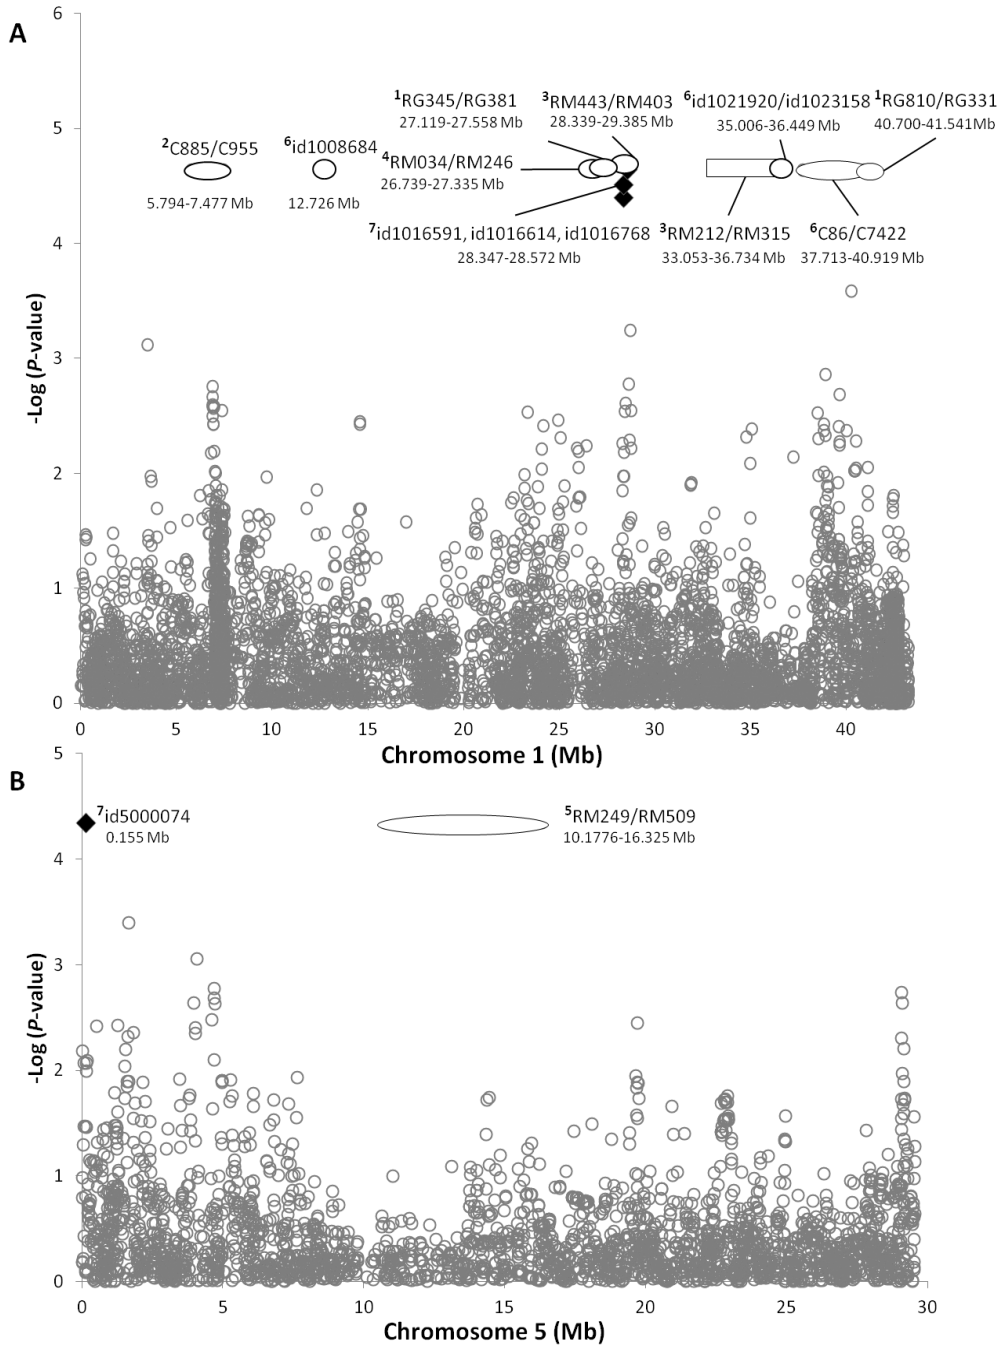 A
6
5
4
3
2
1
0
-Log (P-value)
¹RG345/RG381
27.119-27.558 Mb
³RM443/RM403
28.339-29.385 Mb
⁶id1021920/id1023158
35.006-36.449 Mb
¹RG810/RG331
40.700-41.541Mb
²C885/C955
5.794-7.477 Mb
⁶id1008684
12.726 Mb
⁴RM034/RM246
26.739-27.335 Mb
⁷id1016591, id1016614, id1016768
28.347-28.572 Mb
³RM212/RM315
33.053-36.734 Mb
⁶C86/C7422
37.713-40.919 Mb
0 5 10 15 20 25 30 35 40
Chromosome 1 (Mb)
B
5
4
3
2
1
0
-Log (P-value)
⁷id5000074
0.155 Mb
⁵RM249/RM509
10.1776-16.325 Mb
0 5 10 15 20 25 30
Chromosome 5 (Mb)